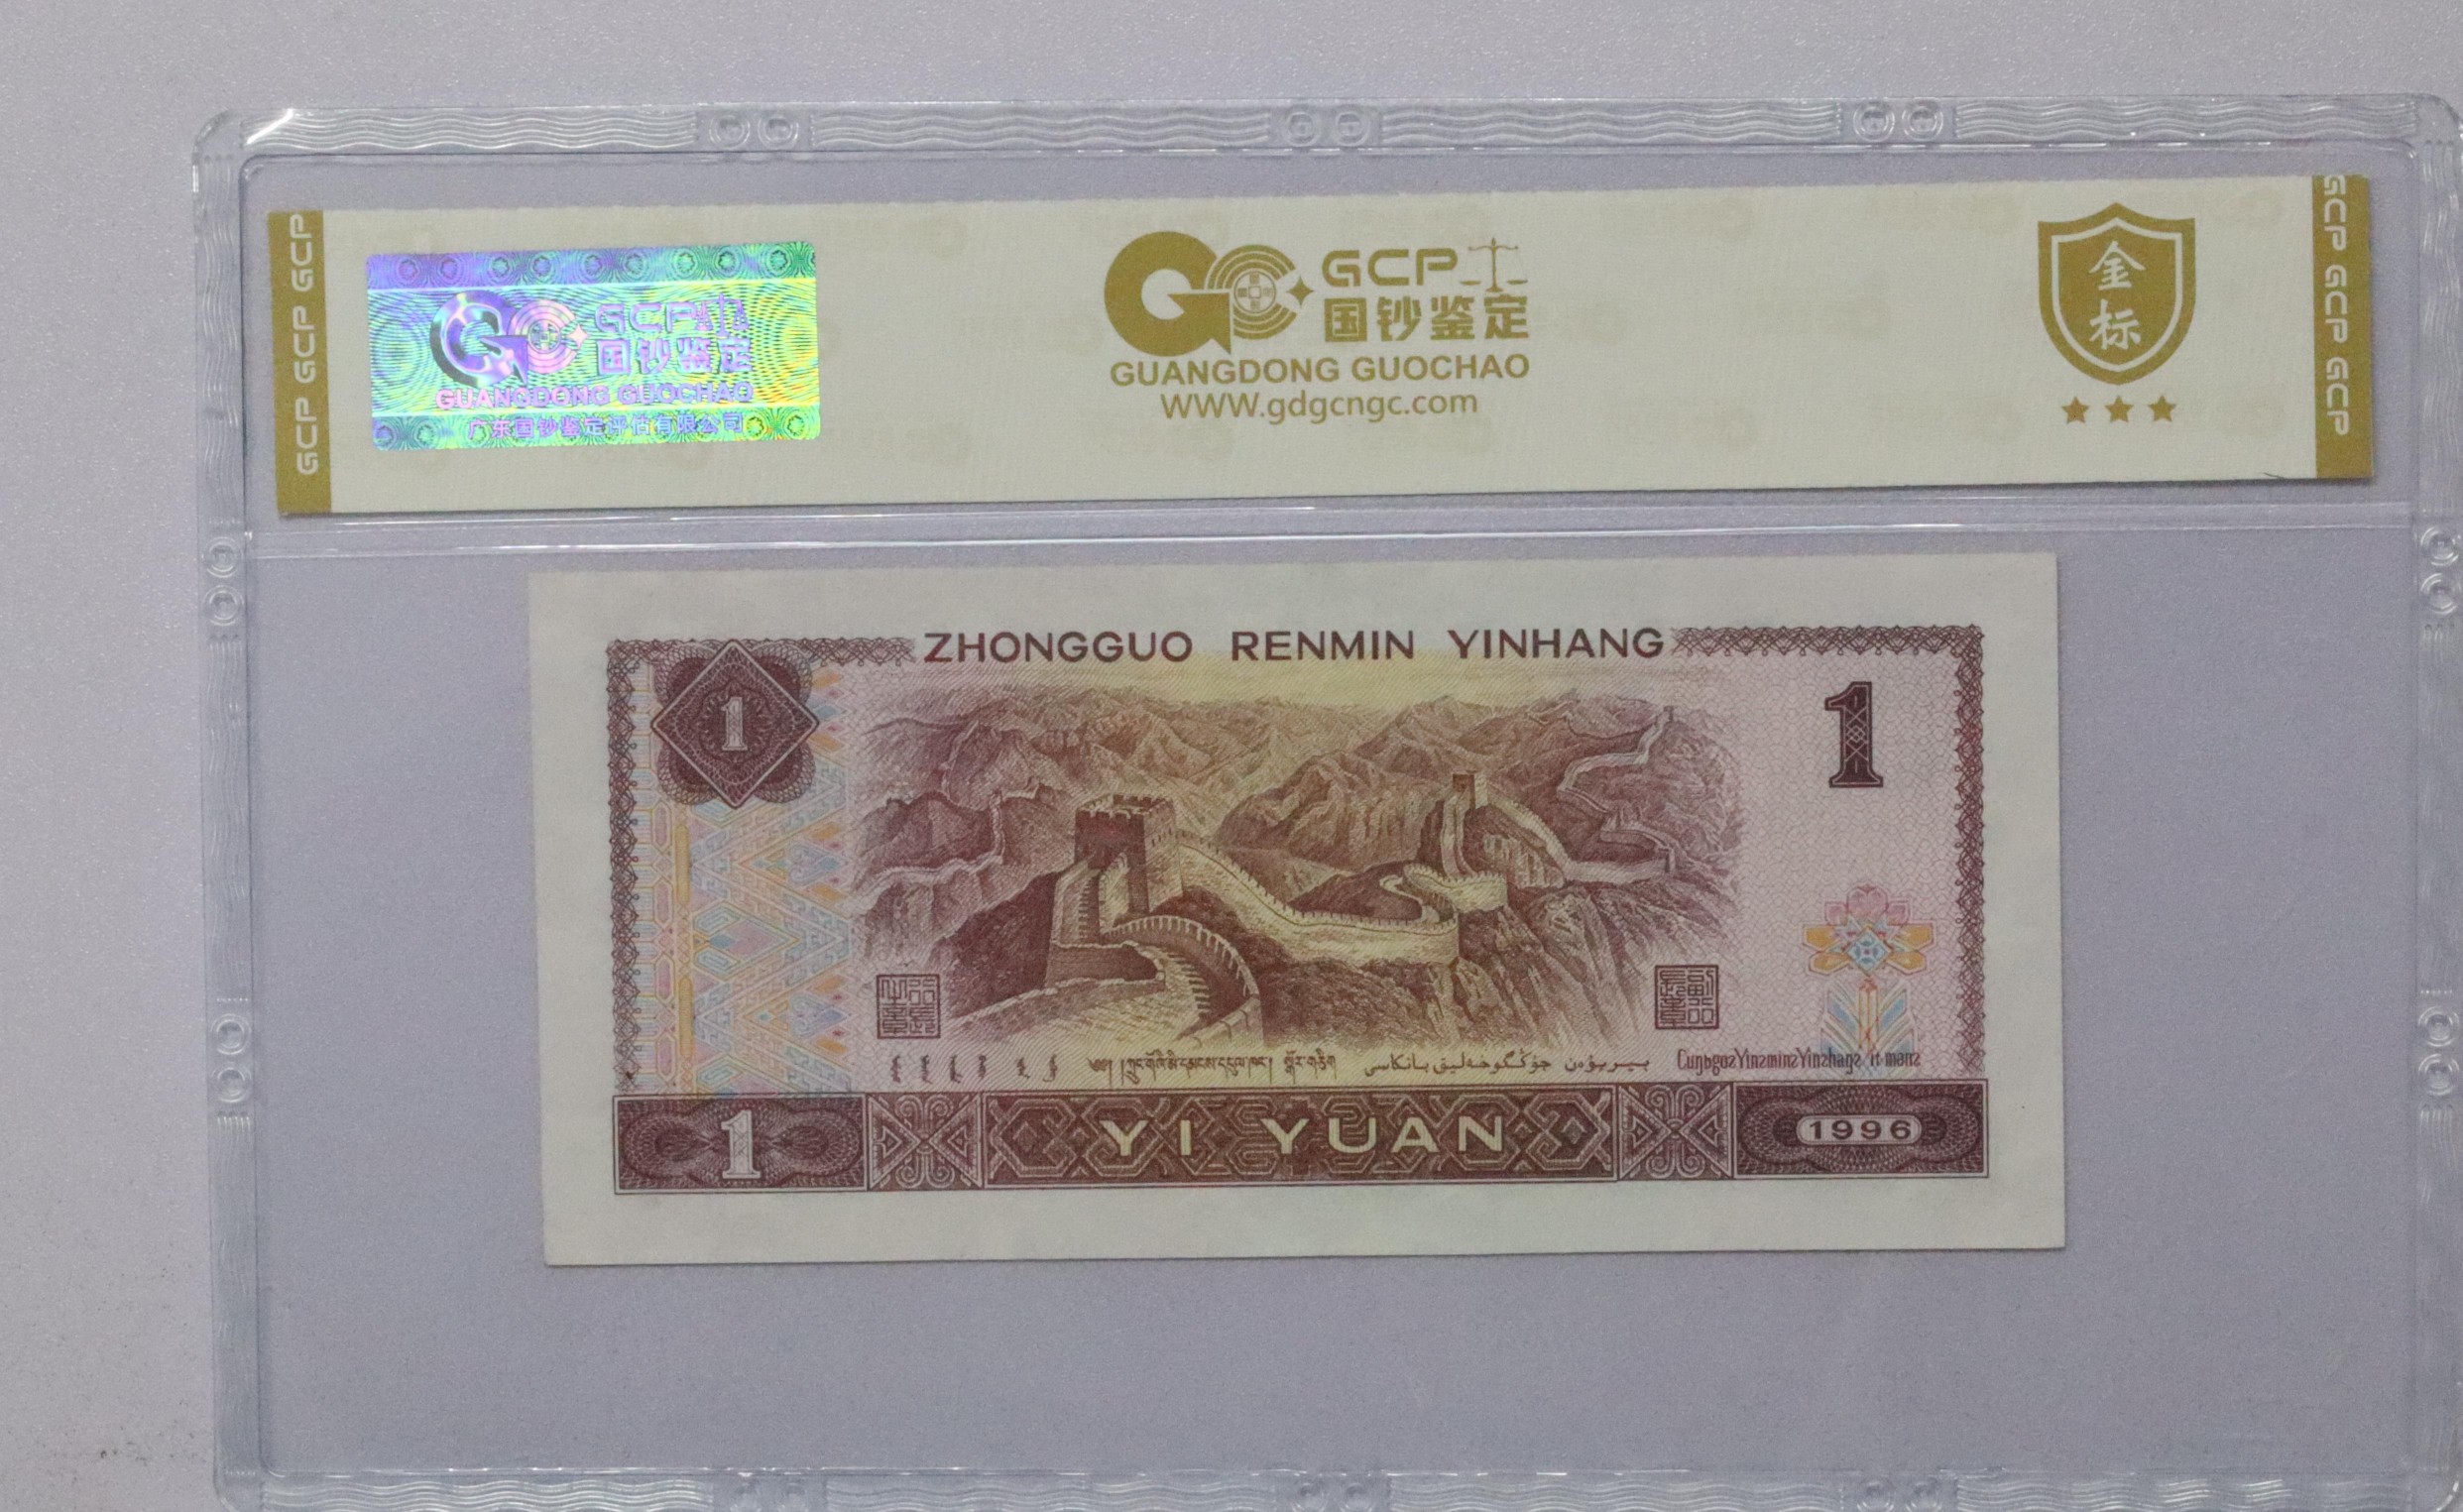 GCP GCP GCP
GCP
国钞鉴定
GUANGDONG GUOCHAO
广东国钞鉴定评估有限公司
GCP
国钞鉴定
GUANGDONG GUOCHAO
WWW.gdgcngc.com
金
标
GCP GCP GCP
ZHONGGUO RENMIN YINHANG
1
1
1
YI YUAN
1996